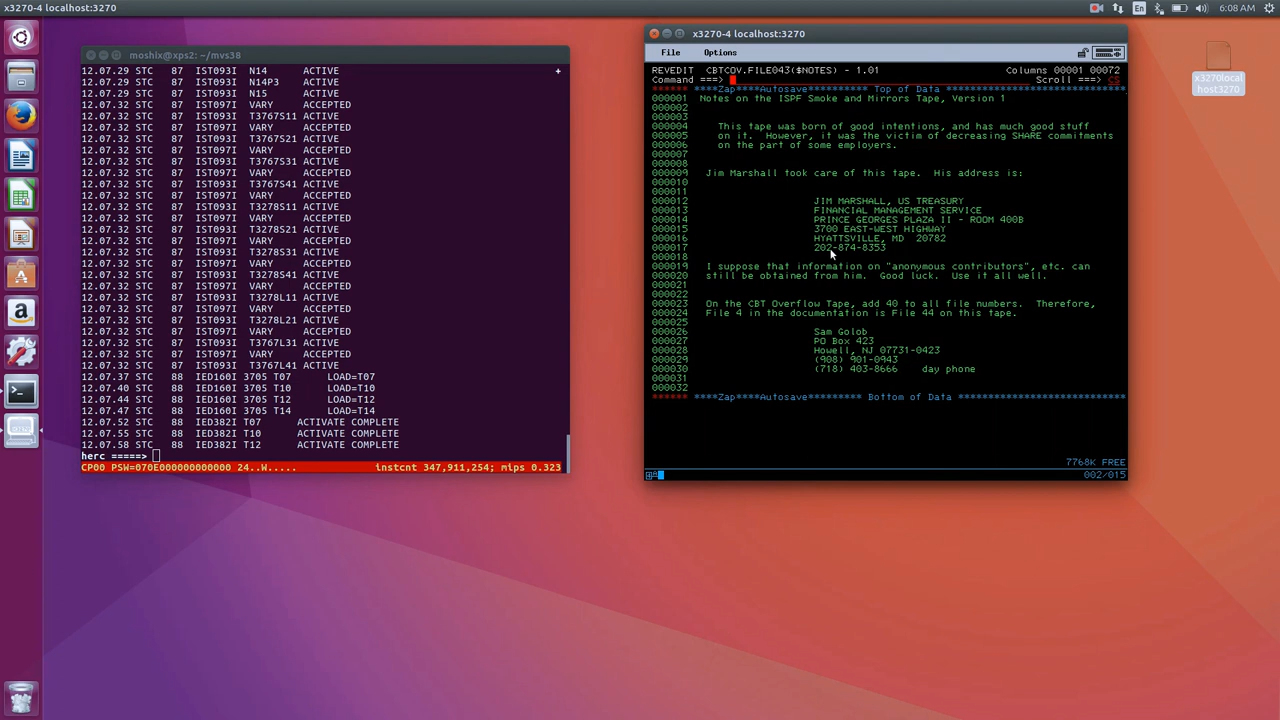 x3270-4 localhost:3270
En
6:08 AM
moshix@xps2: ~/mvs38
12.07.29 STC 87 IST093I N14 ACTIVE +
12.07.29 STC 87 IST093I N14P3 ACTIVE
12.07.29 STC 87 IST093I N15 ACTIVE
12.07.32 STC 87 IST097I VARY ACCEPTED
12.07.32 STC 87 IST093I T3767S11 ACTIVE
12.07.32 STC 87 IST097I VARY ACCEPTED
12.07.32 STC 87 IST093I T3767S21 ACTIVE
12.07.32 STC 87 IST097I VARY ACCEPTED
12.07.32 STC 87 IST093I T3767S31 ACTIVE
12.07.32 STC 87 IST097I VARY ACCEPTED
12.07.32 STC 87 IST093I T3767S41 ACTIVE
12.07.32 STC 87 IST097I VARY ACCEPTED
12.07.32 STC 87 IST093I T3278S11 ACTIVE
12.07.32 STC 87 IST097I VARY ACCEPTED
12.07.32 STC 87 IST093I T3278S21 ACTIVE
12.07.32 STC 87 IST097I VARY ACCEPTED
12.07.32 STC 87 IST093I T3278S31 ACTIVE
12.07.32 STC 87 IST097I VARY ACCEPTED
12.07.32 STC 87 IST093I T3278S41 ACTIVE
12.07.32 STC 87 IST097I VARY ACCEPTED
12.07.32 STC 87 IST093I T3278L11 ACTIVE
12.07.32 STC 87 IST097I VARY ACCEPTED
12.07.32 STC 87 IST093I T3278L21 ACTIVE
12.07.32 STC 87 IST097I VARY ACCEPTED
12.07.32 STC 87 IST093I T3767L31 ACTIVE
12.07.32 STC 87 IST097I VARY ACCEPTED
12.07.32 STC 87 IST093I T3767L41 ACTIVE
12.07.37 STC 88 IED160I 3705 T07 LOAD=T07
12.07.40 STC 88 IED160I 3705 T10 LOAD=T10
12.07.44 STC 88 IED160I 3705 T12 LOAD=T12
12.07.47 STC 88 IED160I 3705 T14 LOAD=T14
12.07.52 STC 88 IED382I T07 ACTIVATE COMPLETE
12.07.55 STC 88 IED382I T10 ACTIVATE COMPLETE
12.07.58 STC 88 IED382I T12 ACTIVATE COMPLETE
herc =====>
CP00 PSW=070E000000000000 24..W..... instcnt 347,911,254; mips 0.323
x3270-4 localhost:3270
File Options
REVEDIT CBTCOV.FILE043($NOTES) - 1.01 Columns 00001 00072
Command ===> Scroll ===> CS
****** ****Zap****Autosave********* Top of Data *********************************
000001 Notes on the ISPF Smoke and Mirrors Tape, Version 1
000002
000003
000004 This tape was born of good intentions, and has much good stuff
000005 on it. However, it was the victim of decreasing SHARE commitments
000006 on the part of some employers.
000007
000008
000009 Jim Marshall took care of this tape. His address is:
000010
000011
000012 JIM MARSHALL, US TREASURY
000013 FINANCIAL MANAGEMENT SERVICE
000014 PRINCE GEORGES PLAZA II - ROOM 400B
000015 3700 EAST-WEST HIGHWAY
000016 HYATTSVILLE, MD 20782
000017 202-874-8353
000018
000019 I suppose that information on "anonymous contributors", etc. can
000020 still be obtained from him. Good luck. Use it all well.
000021
000022
000023 On the CBT Overflow Tape, add 40 to all file numbers. Therefore,
000024 File 4 in the documentation is File 44 on this tape.
000025
000026 Sam Golob
000027 PO Box 423
000028 Howell, NJ 07731-0423
000029 (908) 901-0943
000030 (718) 403-8666 day phone
000031
000032
****** ****Zap****Autosave********* Bottom of Data ******************************
7768K FREE
002/015
x3270local
host3270